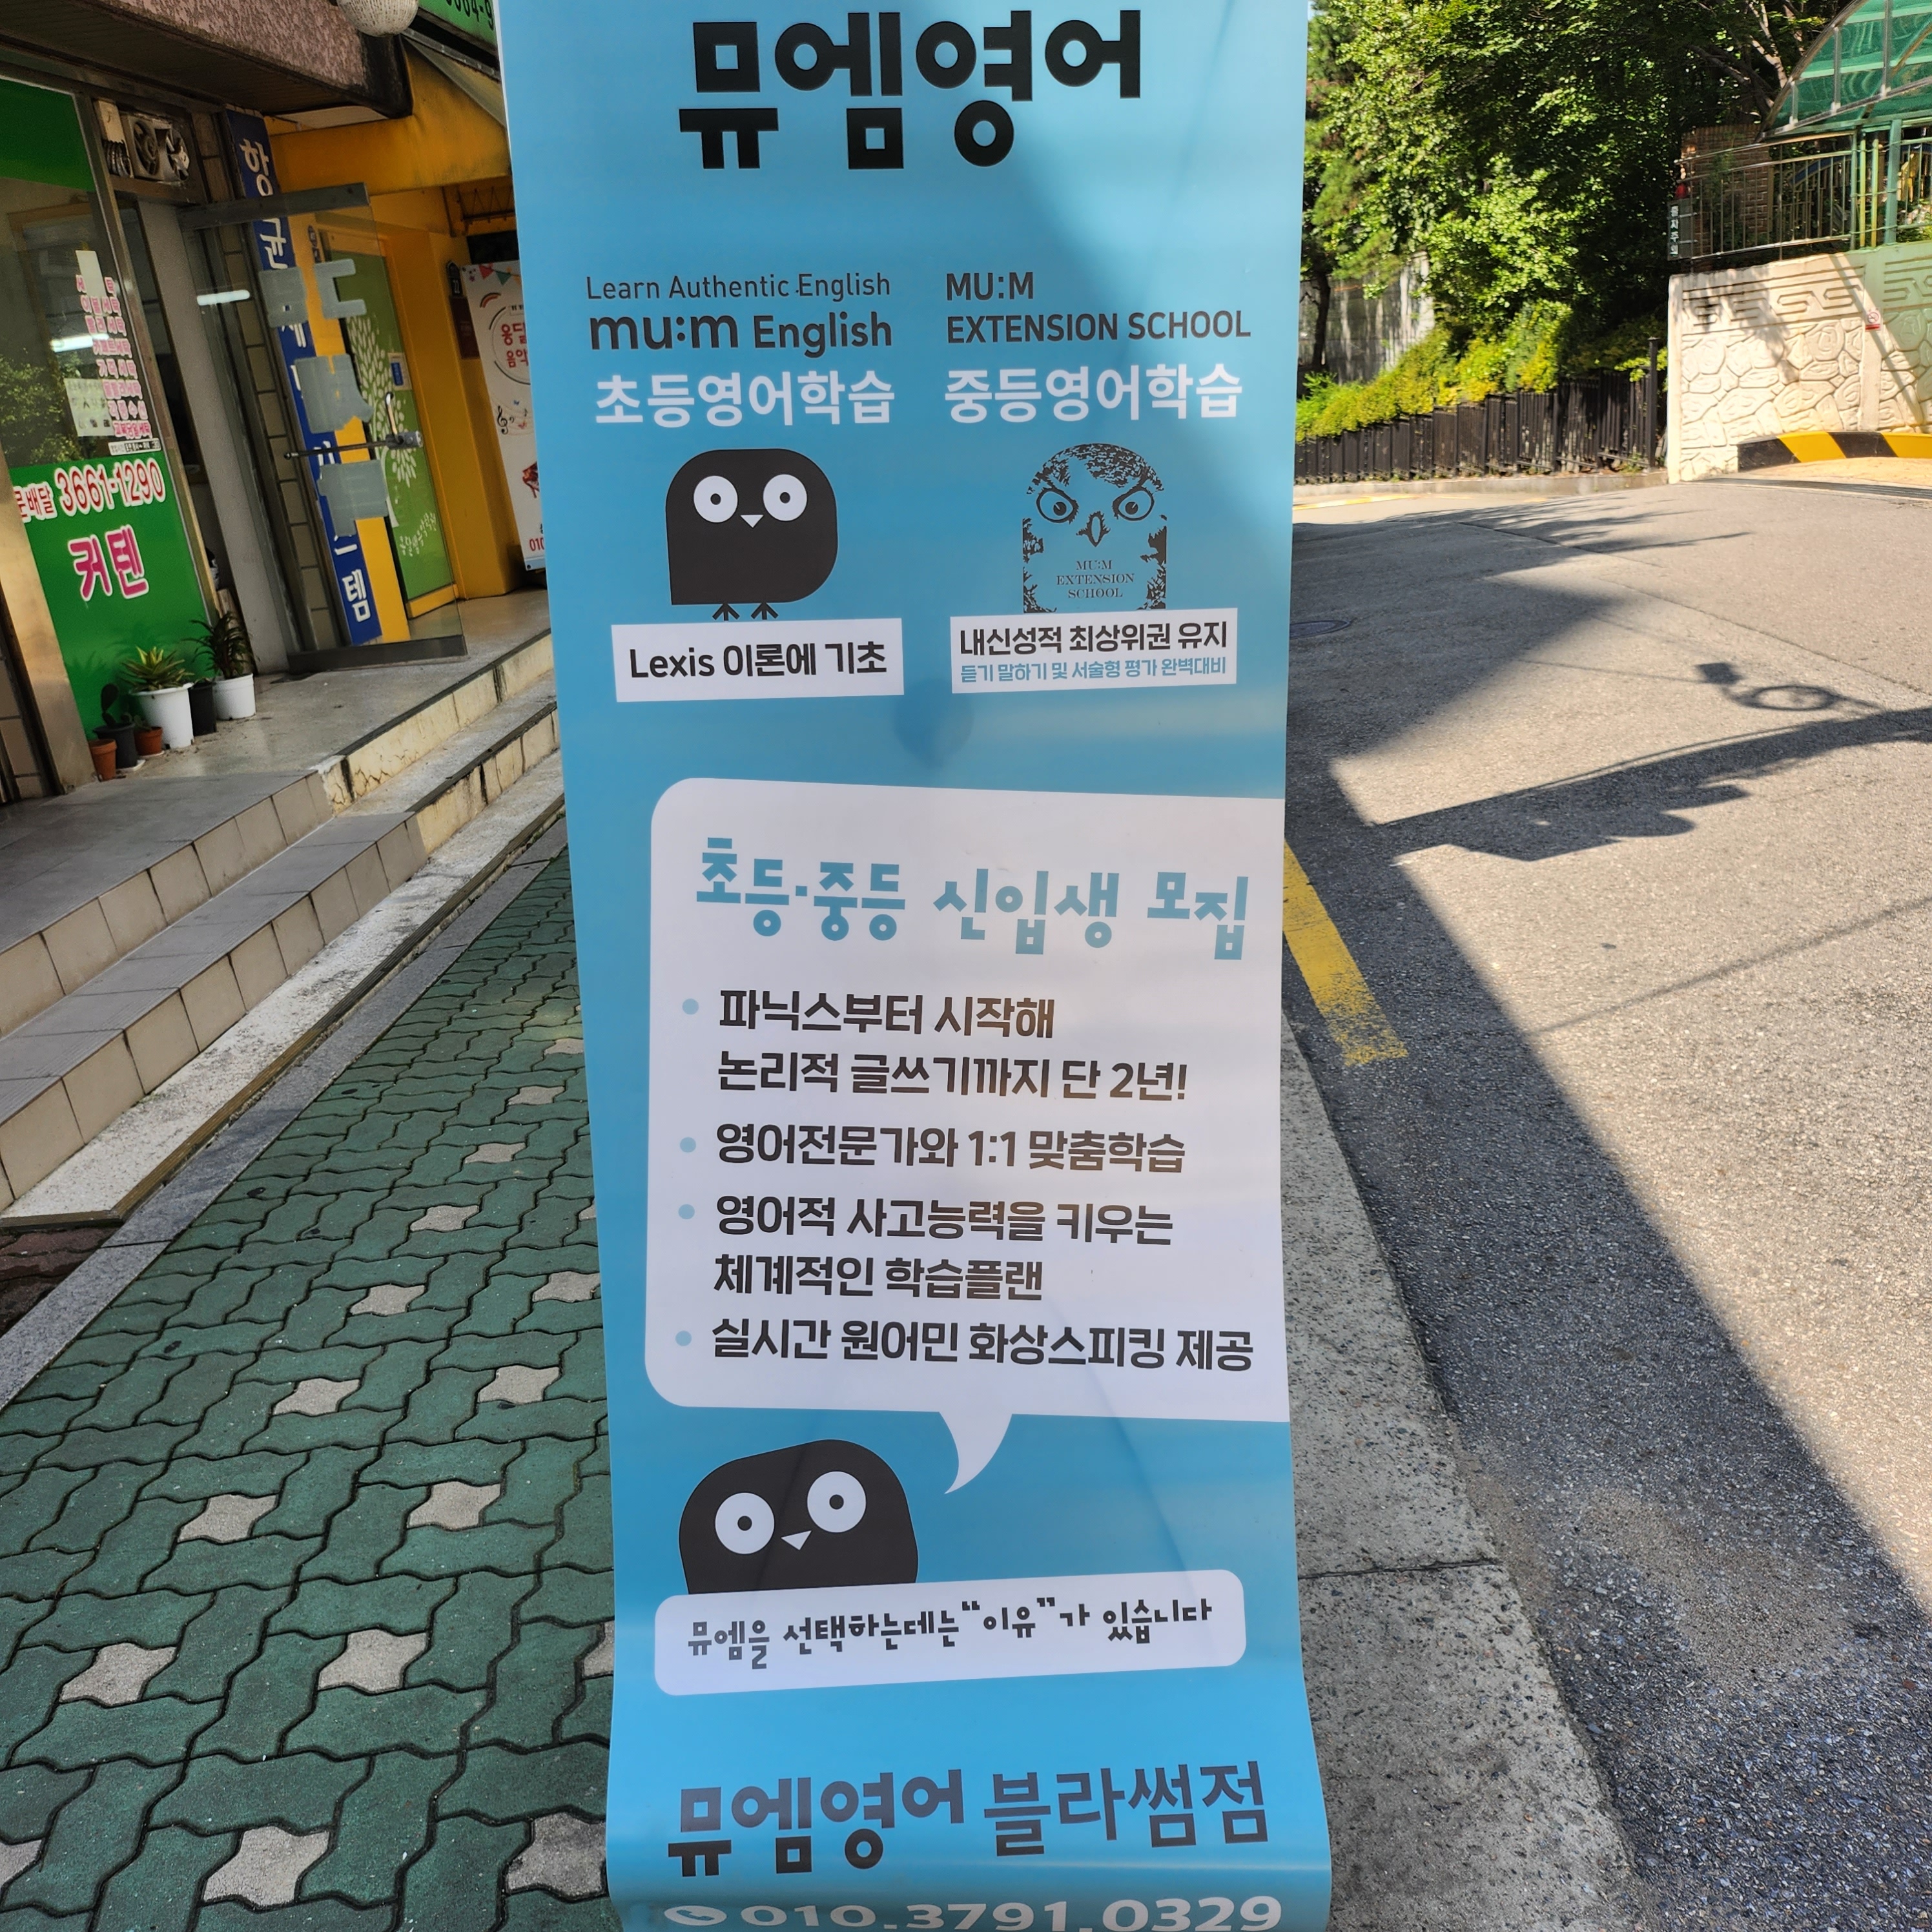 뮤엠영어
Learn Authentic English
mu:m English
초등영어학습
MU:M
EXTENSION SCHOOL
중등영어학습
MU:M
EXTENSION
SCHOOL
Lexis 이론에 기초
내신성적 최상위권 유지
듣기 말하기 및 서술형 평가 완벽대비
초등·중등 신입생 모집
파닉스부터 시작해
논리적 글쓰기까지 단 2년!
영어전문가와 1:1 맞춤학습
영어적 사고능력을 키우는
체계적인 학습플랜
실시간 원어민 화상스피킹 제공
뮤엠을 선택하는데는 “이유”가 있습니다
뮤엠영어 블라썸점
010.3791.0329
3661-1290
커텐
항균
템
010